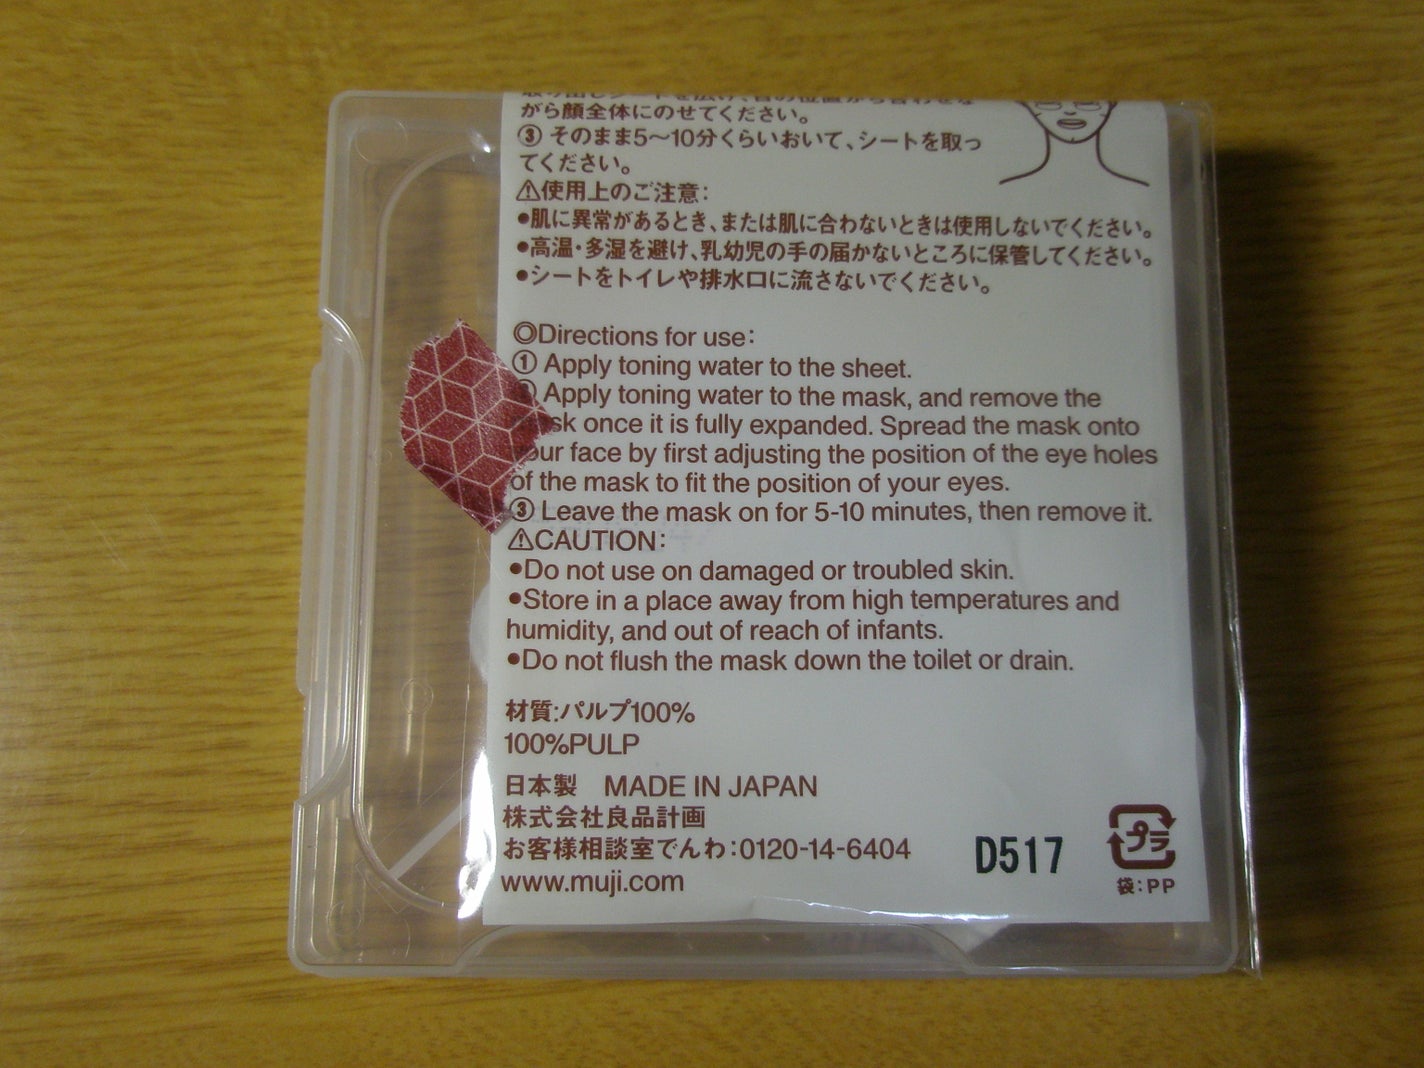 がら顔全体にのせてください。
③ そのまま5〜10分くらいおいて、シートを取っ
てください。
⚠使用上のご注意:
●肌に異常があるとき、または肌に合わないときは使用しないでください。
●高温・多湿を避け、乳幼児の手の届かないところに保管してください。
●シートをトイレや排水口に流さないでください。
◎Directions for use:
① Apply toning water to the sheet.
Apply toning water to the mask, and remove the
once it is fully expanded. Spread the mask onto
your face by first adjusting the position of the eye holes
of the mask to fit the position of your eyes.
③ Leave the mask on for 5-10 minutes, then remove it.
⚠CAUTION:
●Do not use on damaged or troubled skin.
●Store in a place away from high temperatures and
humidity, and out of reach of infants.
●Do not flush the mask down the toilet or drain.
材質:パルプ100%
100%PULP
日本製 MADE IN JAPAN
株式会社良品計画
お客様相談室でんわ:0120-14-6404
www.muji.com
D517
プラ
袋:PP